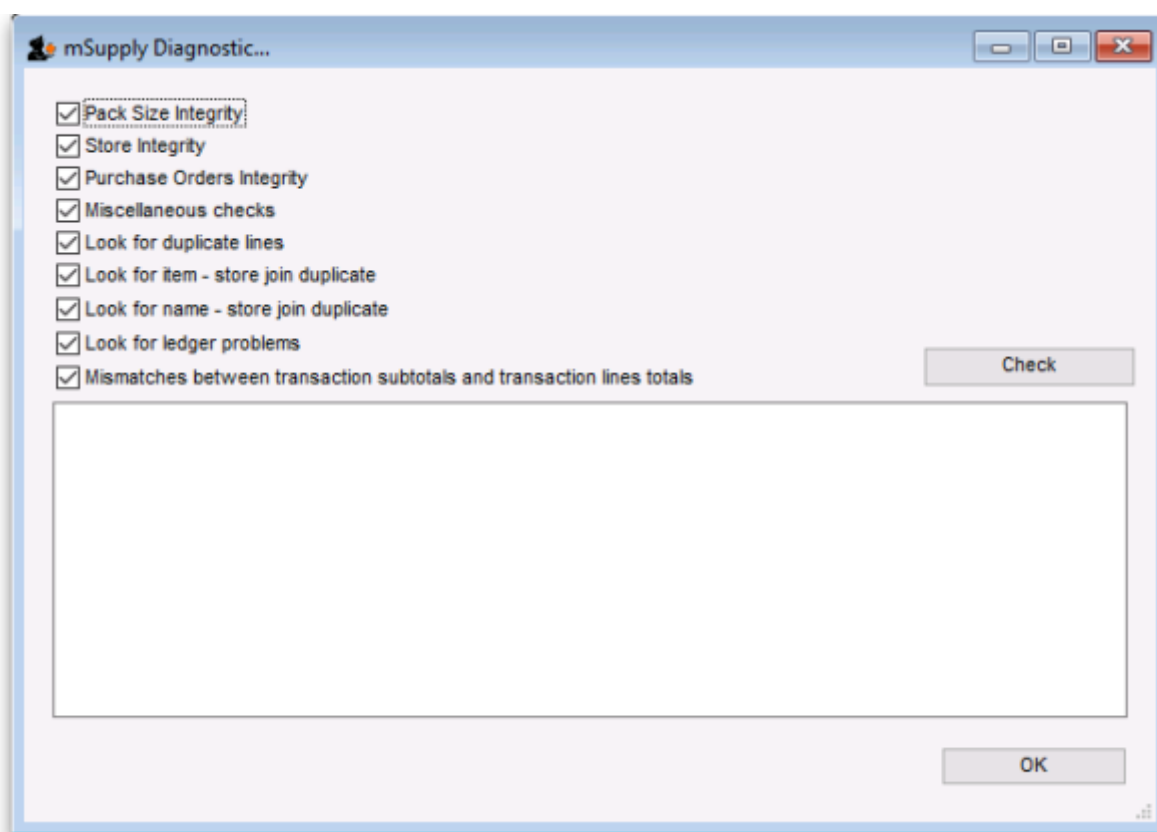 mSupply Diagnostic...
Pack Size Integrity
Store Integrity
Purchase Orders Integrity
Miscellaneous checks
Look for duplicate lines
Look for item - store join duplicate
Look for name - store join duplicate
Look for ledger problems
Mismatches between transaction subtotals and transaction lines totals
Check
OK